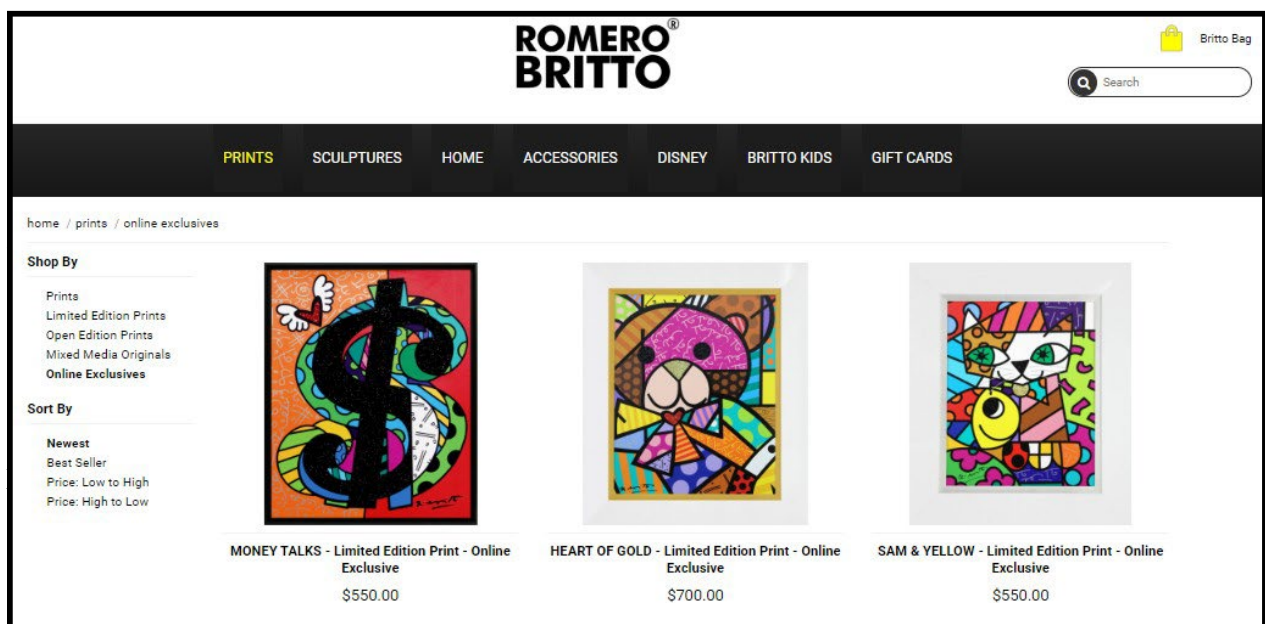 ROMERO®
BRITTO
Britto Bag
Search
PRINTS SCULPTURES HOME ACCESSORIES DISNEY BRITTO KIDS GIFT CARDS
home / prints / online exclusives
Shop By
Prints
Limited Edition Prints
Open Edition Prints
Mixed Media Originals
Online Exclusives
Sort By
Newest
Best Seller
Price: Low to High
Price: High to Low
MONEY TALKS - Limited Edition Print - Online
Exclusive
$550.00
HEART OF GOLD - Limited Edition Print - Online
Exclusive
$700.00
SAM & YELLOW - Limited Edition Print - Online
Exclusive
$550.00